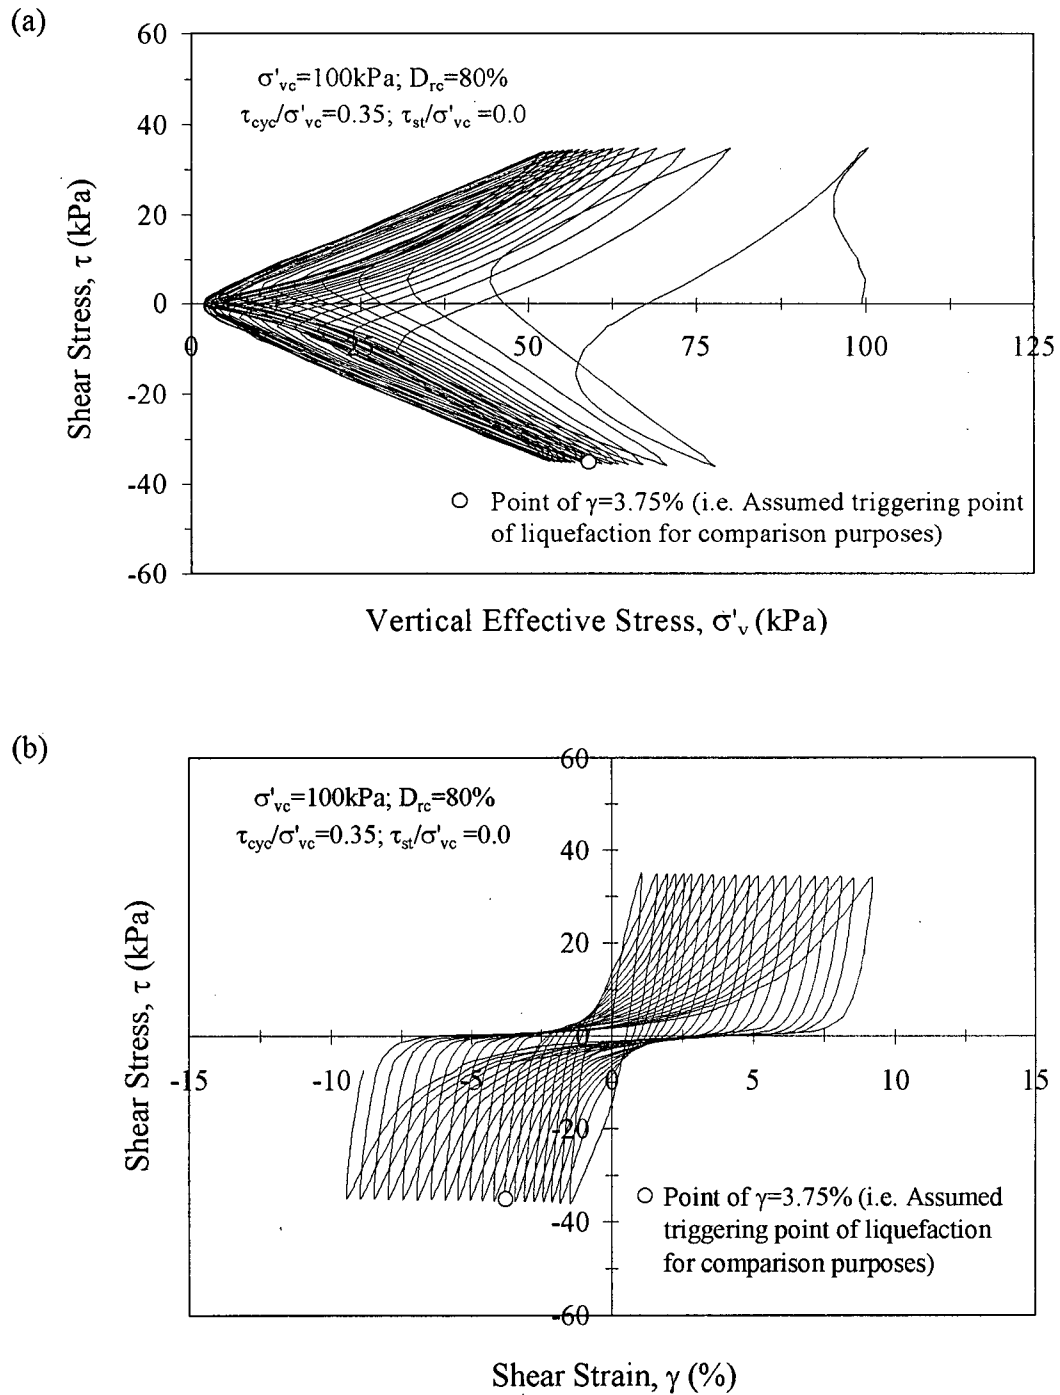 (a)
60
40
20
0
-20
-40
-60
Shear Stress, τ (kPa)
σ'vc=100kPa; Drc=80%
τcyc/σ'vc=0.35; τst/σ'vc =0.0
0
25
50
75
100
125
Point of γ=3.75% (i.e. Assumed triggering point
of liquefaction for comparison purposes)
Vertical Effective Stress, σ'v (kPa)
(b)
60
40
20
0
-20
-40
-60
Shear Stress, τ (kPa)
σ'vc=100kPa; Drc=80%
τcyc/σ'vc=0.35; τst/σ'vc =0.0
-15
-10
-5
0
5
10
15
Point of γ=3.75% (i.e. Assumed
triggering point of liquefaction
for comparison purposes)
Shear Strain, γ (%)